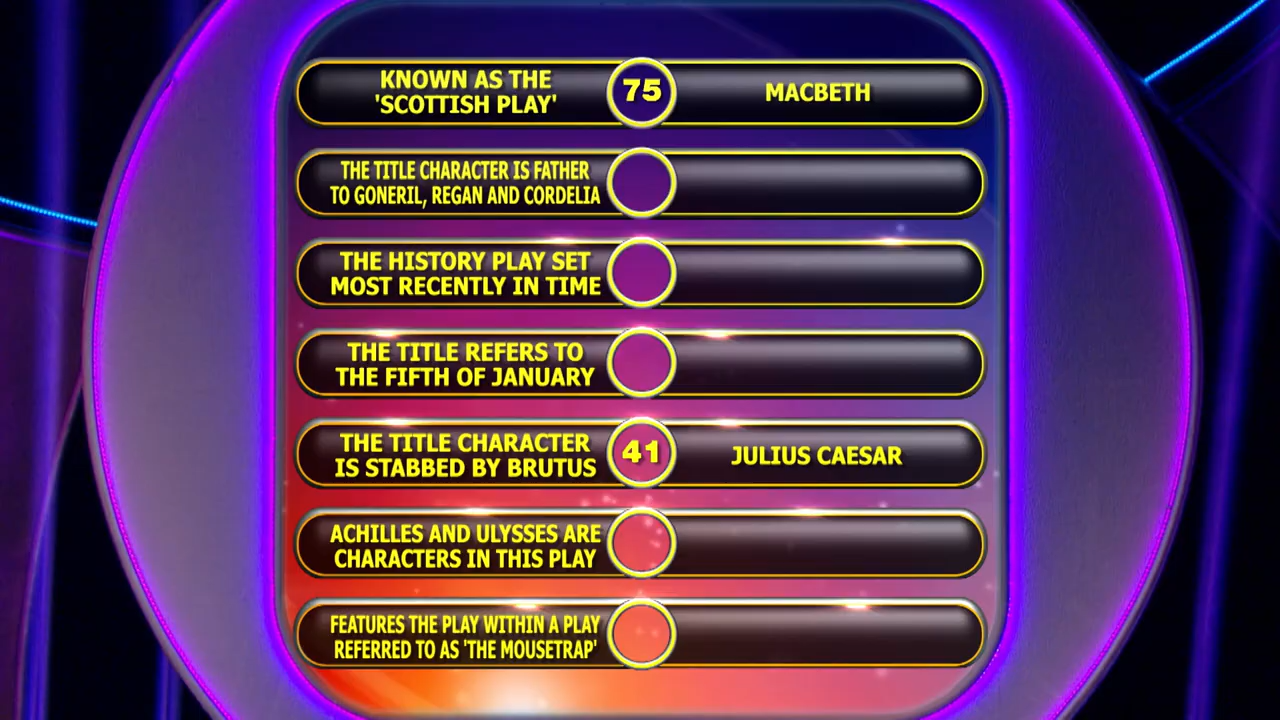 KNOWN AS THE
'SCOTTISH PLAY'
75
MACBETH
THE TITLE CHARACTER IS FATHER
TO GONERIL, REGAN AND CORDELIA
THE HISTORY PLAY SET
MOST RECENTLY IN TIME
THE TITLE REFERS TO
THE FIFTH OF JANUARY
THE TITLE CHARACTER
IS STABBED BY BRUTUS
41
JULIUS CAESAR
ACHILLES AND ULYSSES ARE
CHARACTERS IN THIS PLAY
FEATURES THE PLAY WITHIN A PLAY
REFERRED TO AS 'THE MOUSETRAP'